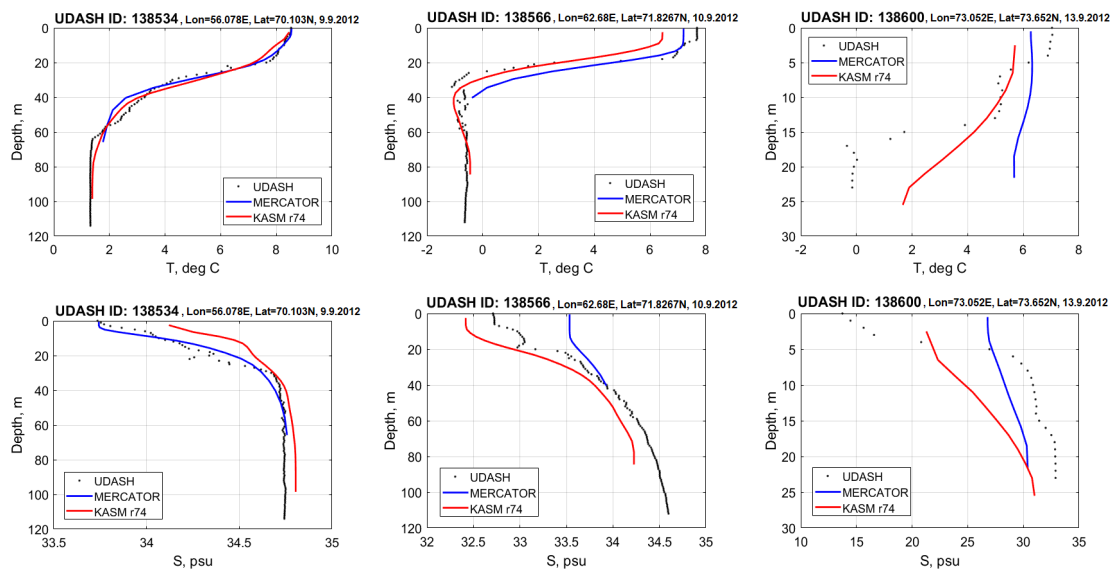 UDASH ID: 138534 , Lon=56.078E, Lat=70.103N, 9.9.2012
0
20
40
60
80
100
120
Depth, m
UDASH
MERCATOR
KASM r74
0 2 4 6 8 10
T, deg C
UDASH ID: 138566 , Lon=62.68E, Lat=71.8267N, 10.9.2012
0
20
40
60
80
100
120
Depth, m
UDASH
MERCATOR
KASM r74
-2 0 2 4 6 8
T, deg C
UDASH ID: 138600 , Lon=73.052E, Lat=73.652N, 13.9.2012
0
5
10
15
20
25
30
Depth, m
UDASH
MERCATOR
KASM r74
-2 0 2 4 6 8
T, deg C
UDASH ID: 138534 , Lon=56.078E, Lat=70.103N, 9.9.2012
0
20
40
60
80
100
120
Depth, m
UDASH
MERCATOR
KASM r74
33.5 34 34.5 35
S, psu
UDASH ID: 138566 , Lon=62.68E, Lat=71.8267N, 10.9.2012
0
20
40
60
80
100
120
Depth, m
UDASH
MERCATOR
KASM r74
32 32.5 33 33.5 34 34.5 35
S, psu
UDASH ID: 138600 , Lon=73.052E, Lat=73.652N, 13.9.2012
0
5
10
15
20
25
30
Depth, m
UDASH
MERCATOR
KASM r74
10 15 20 25 30 35
S, psu